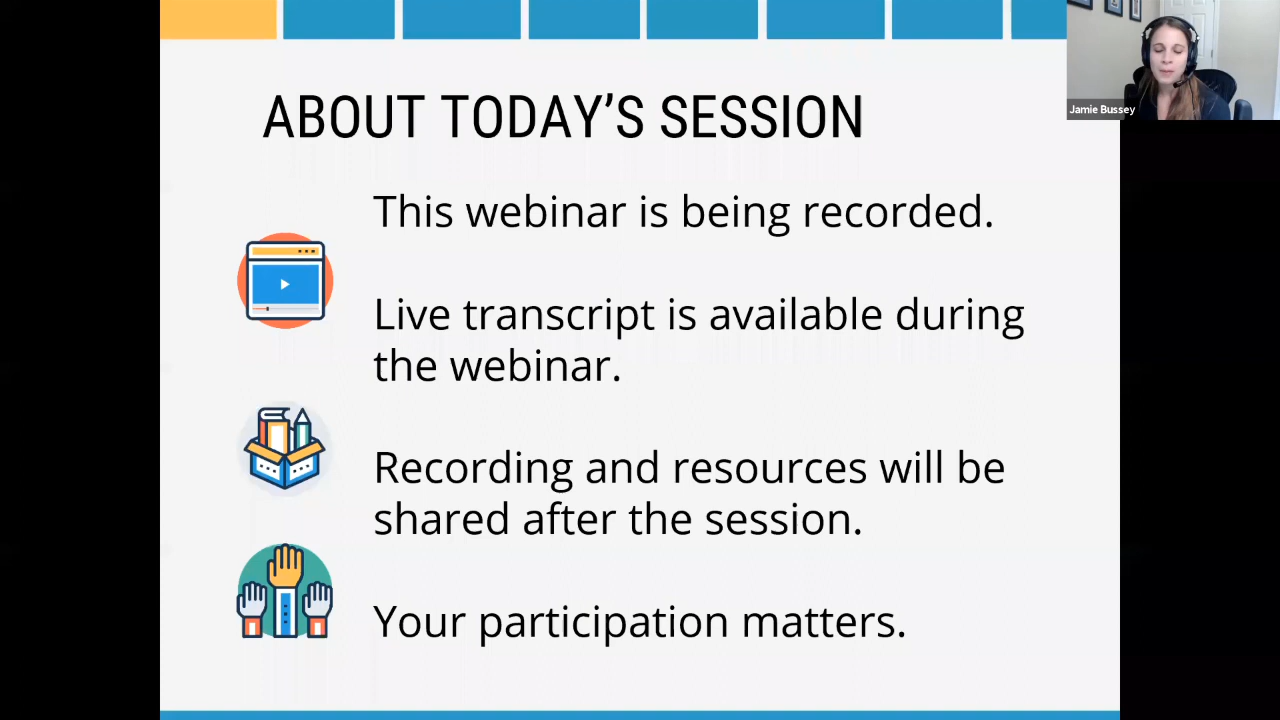 ABOUT TODAY'S SESSION
Jamie Bussey
This webinar is being recorded.
Live transcript is available during
the webinar.
Recording and resources will be
shared after the session.
Your participation matters.